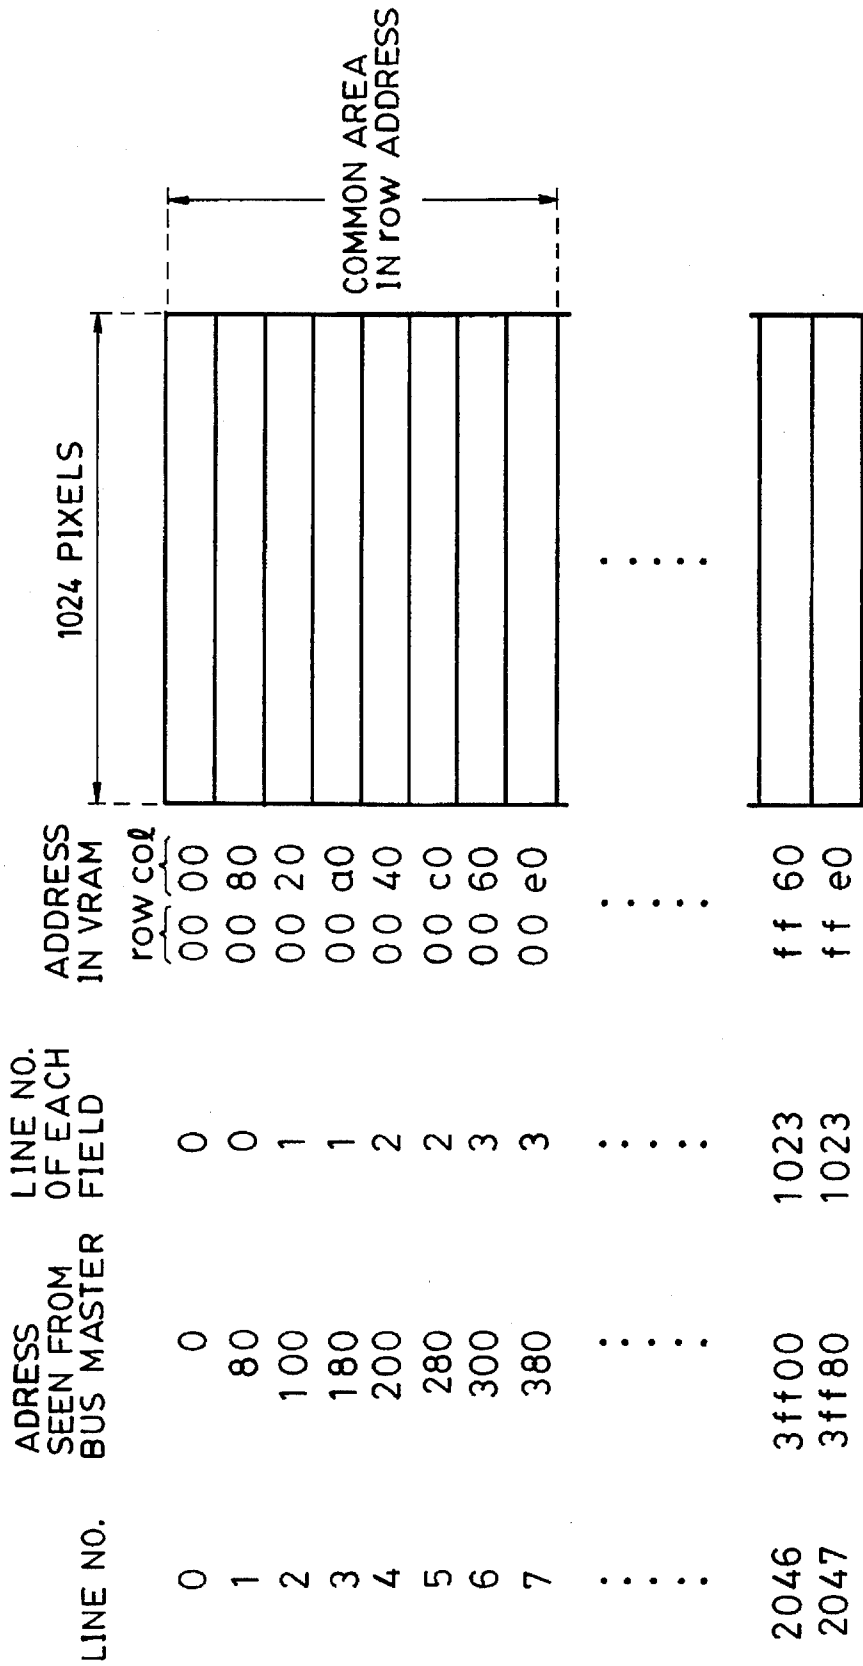 LINE NO.
ADRESS
SEEN FROM
BUS MASTER
LINE NO.
OF EACH
FIELD
ADDRESS
IN VRAM
row col
1024 PIXELS
0 0 0 00 00
1 80 0 00 80
2 100 1 00 20
3 180 1 00 a0
4 200 2 00 40
5 280 2 00 c0
6 300 3 00 60
7 380 3 00 e0
COMMON AREA
IN row ADDRESS
2046 3ff00 1023 ff 60
2047 3ff80 1023 ff e0